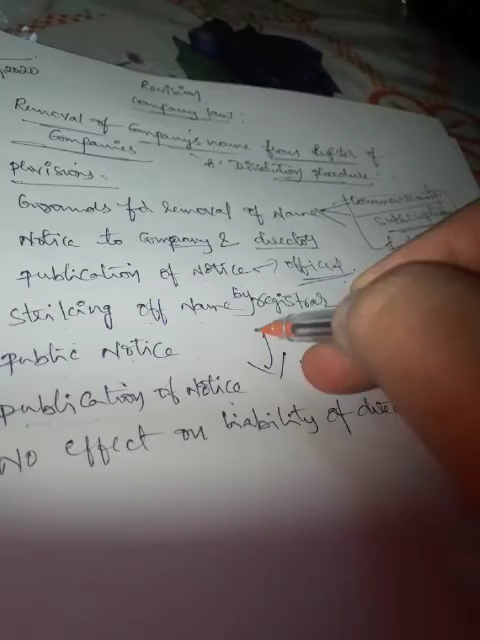 2020
Revision
Company law:
Removal of Company's name from Register of
Companies & Dissolution procedure:
provisions:
Grounds for removal of Name
Notice to Company & director
publication of Notice → official
Striking off Name by registrar
public Notice
publication of Notice
No effect on liability of